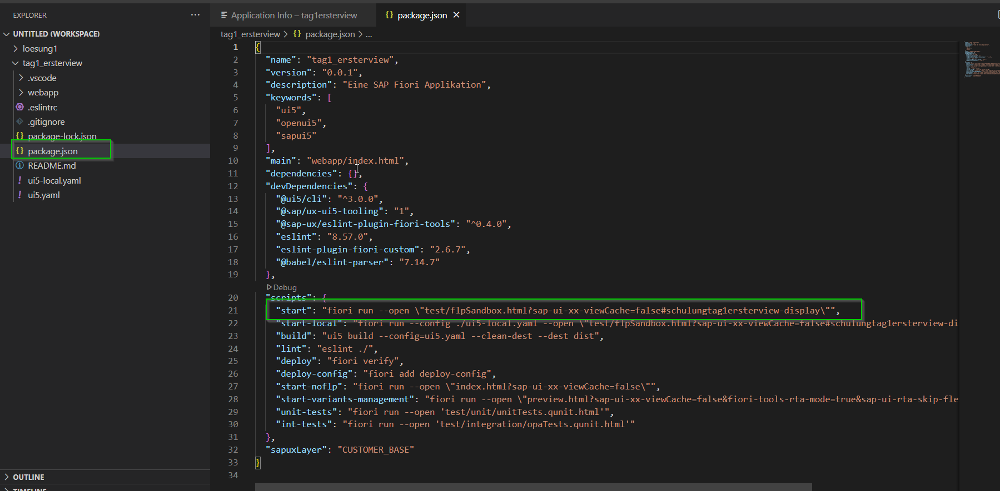 EXPLORER
UNTITLED (WORKSPACE)
loesung1
tag1_ersterview
.vscode
webapp
.eslintrc
.gitignore
package-lock.json
package.json
README.md
ui5-local.yaml
ui5.yaml
OUTLINE
TIMELINE
Application Info – tag1ersterview
package.json
tag1_ersterview > {} package.json > ...
1 {
2 "name": "tag1_ersterview",
3 "version": "0.0.1",
4 "description": "Eine SAP Fiori Applikation",
5 "keywords": [
6 "ui5",
7 "openui5",
8 "sapui5"
9 ],
10 "main": "webapp/index.html",
11 "dependencies": {},
12 "devDependencies": {
13 "@ui5/cli": "^3.0.0",
14 "@sap/ux-ui5-tooling": "1",
15 "@sap-ux/eslint-plugin-fiori-tools": "^0.4.0",
16 "eslint": "8.57.0",
17 "eslint-plugin-fiori-custom": "2.6.7",
18 "@babel/eslint-parser": "7.14.7"
19 },
Debug
20 "scripts": {
21 "start": "fiori run --open \"test/flpSandbox.html?sap-ui-xx-viewCache=false#schulungtag1ersterview-display\"",
22 "start-local": "fiori run --config ./ui5-local.yaml --open \"test/flpSandbox.html?sap-ui-xx-viewCache=false#schulungtag1ersterview-di
23 "build": "ui5 build --config=ui5.yaml --clean-dest --dest dist",
24 "lint": "eslint ./",
25 "deploy": "fiori verify",
26 "deploy-config": "fiori add deploy-config",
27 "start-noflp": "fiori run --open \"index.html?sap-ui-xx-viewCache=false\"",
28 "start-variants-management": "fiori run --open \"preview.html?sap-ui-xx-viewCache=false&fiori-tools-rta-mode=true&sap-ui-rta-skip-fle
29 "unit-tests": "fiori run --open 'test/unit/unitTests.qunit.html'",
30 "int-tests": "fiori run --open 'test/integration/opaTests.qunit.html'"
31 },
32 "sapuxLayer": "CUSTOMER_BASE"
33 }
34